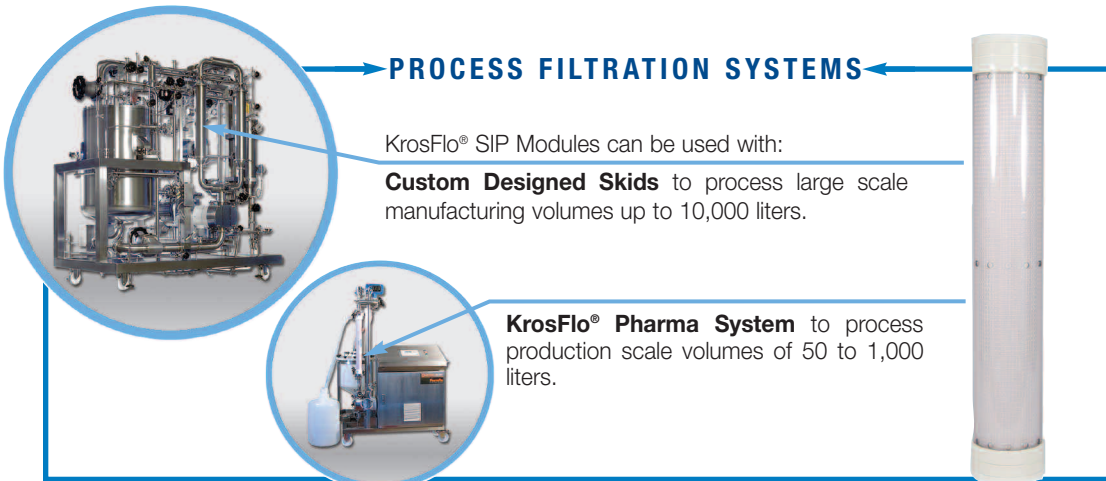 PROCESS FILTRATION SYSTEMS
KrosFlo® SIP Modules can be used with:
Custom Designed Skids to process large scale
manufacturing volumes up to 10,000 liters.
KrosFlo® Pharma System to process
production scale volumes of 50 to 1,000
liters.